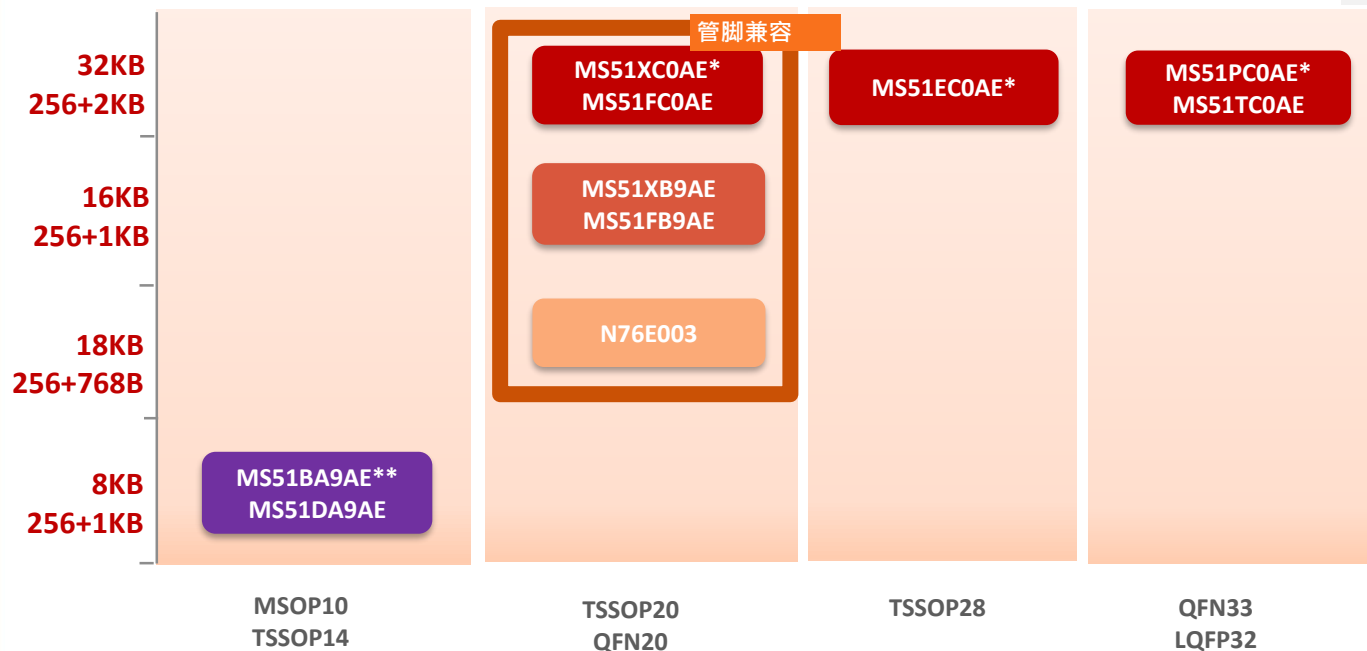 管脚兼容
32KB
256+2KB
MS51XC0AE*
MS51FC0AE
MS51EC0AE*
MS51PC0AE*
MS51TC0AE
16KB
256+1KB
MS51XB9AE
MS51FB9AE
18KB
256+768B
N76E003
8KB
256+1KB
MS51BA9AE**
MS51DA9AE
MSOP10
TSSOP14
TSSOP20
QFN20
TSSOP28
QFN33
LQFP32